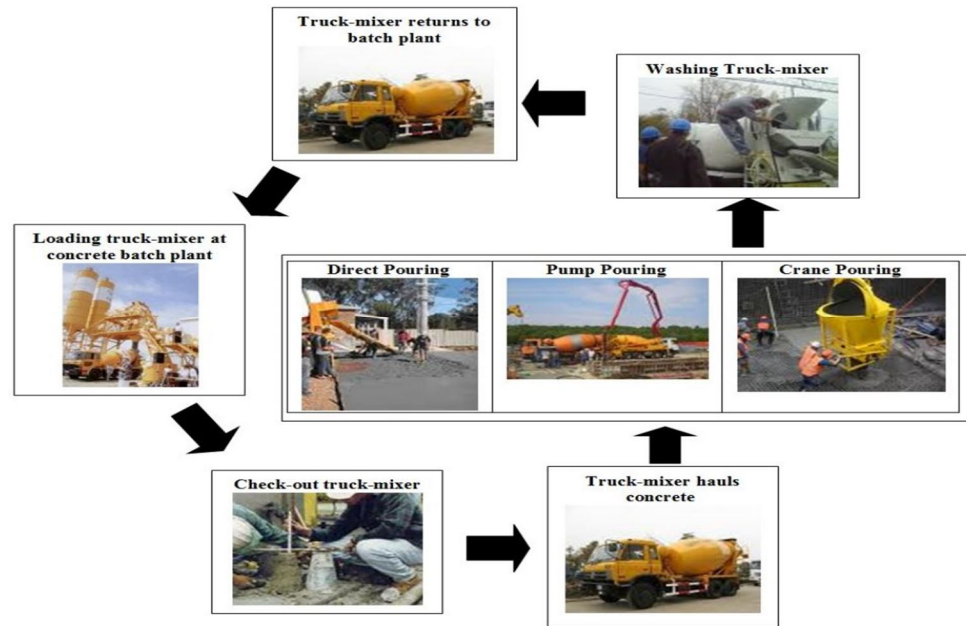 Truck-mixer returns to
batch plant
Washing Truck-mixer
Loading truck-mixer at
concrete batch plant
Direct Pouring
Pump Pouring
Crane Pouring
Check-out truck-mixer
Truck-mixer hauls
concrete